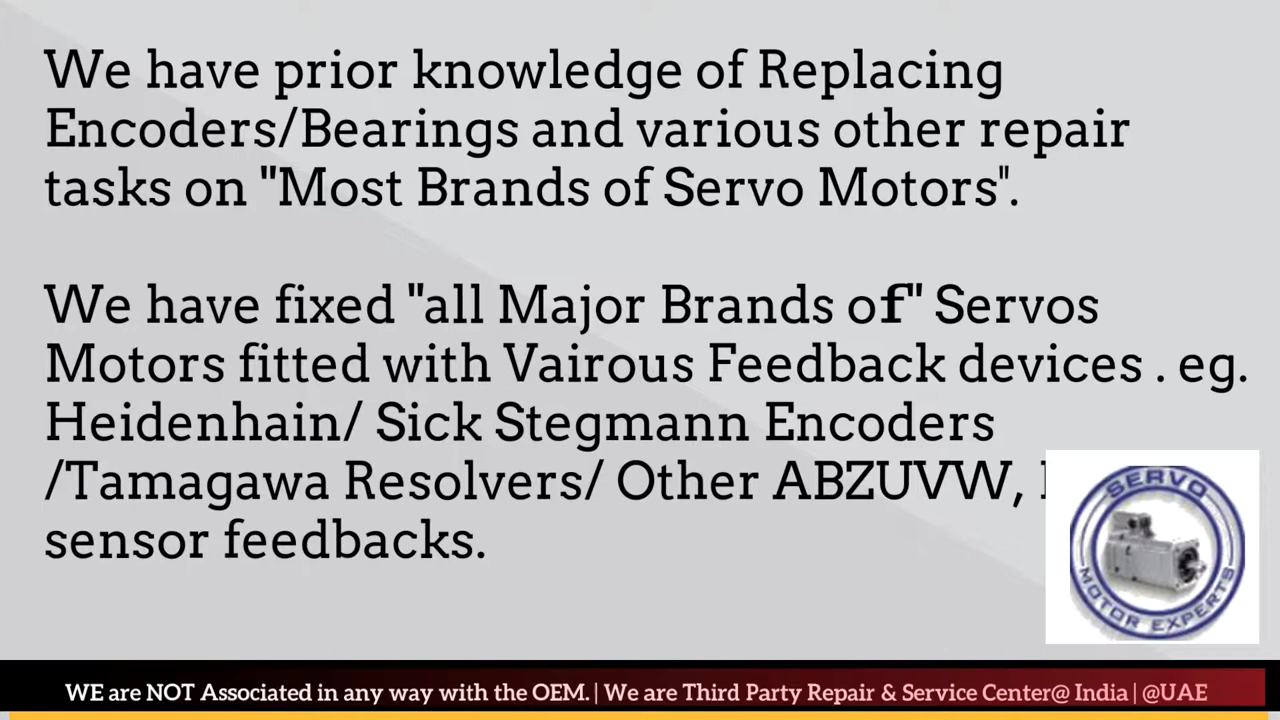 We have prior knowledge of Replacing
Encoders/Bearings and various other repair
tasks on "Most Brands of Servo Motors".
We have fixed "all Major Brands of" Servos
Motors fitted with Vairous Feedback devices . eg.
Heidenhain/ Sick Stegmann Encoders
/Tamagawa Resolvers/ Other ABZUVW,
sensor feedbacks.
SERVO
MOTOR EXPERTS
WE are NOT Associated in any way with the OEM. | We are Third Party Repair & Service Center@ India | @UAE